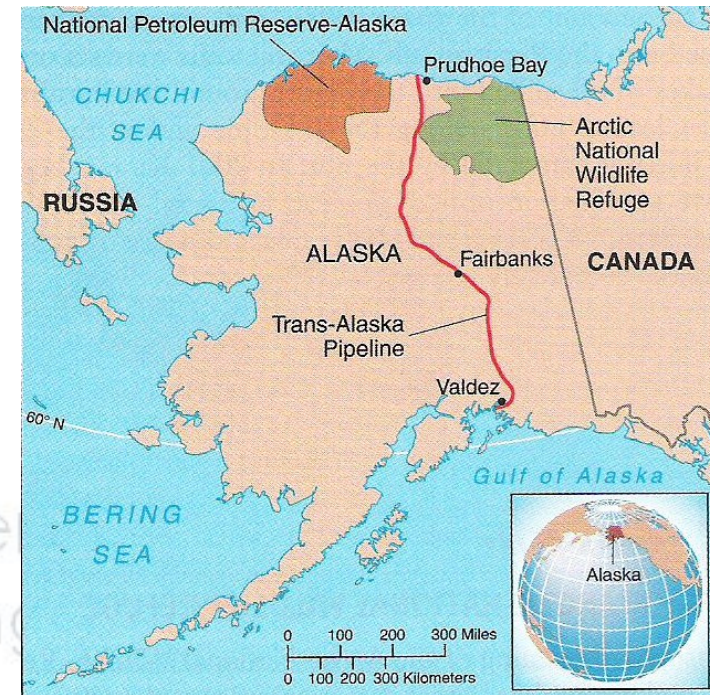 National Petroleum Reserve-Alaska
Prudhoe Bay
CHUKCHI
SEA
Arctic
National
Wildlife
Refuge
RUSSIA
ALASKA
Fairbanks
CANADA
Trans-Alaska
Pipeline
Valdez
60° N
Gulf of Alaska
BERING
SEA
Alaska
0 100 200 300 Miles
0 100 200 300 Kilometers